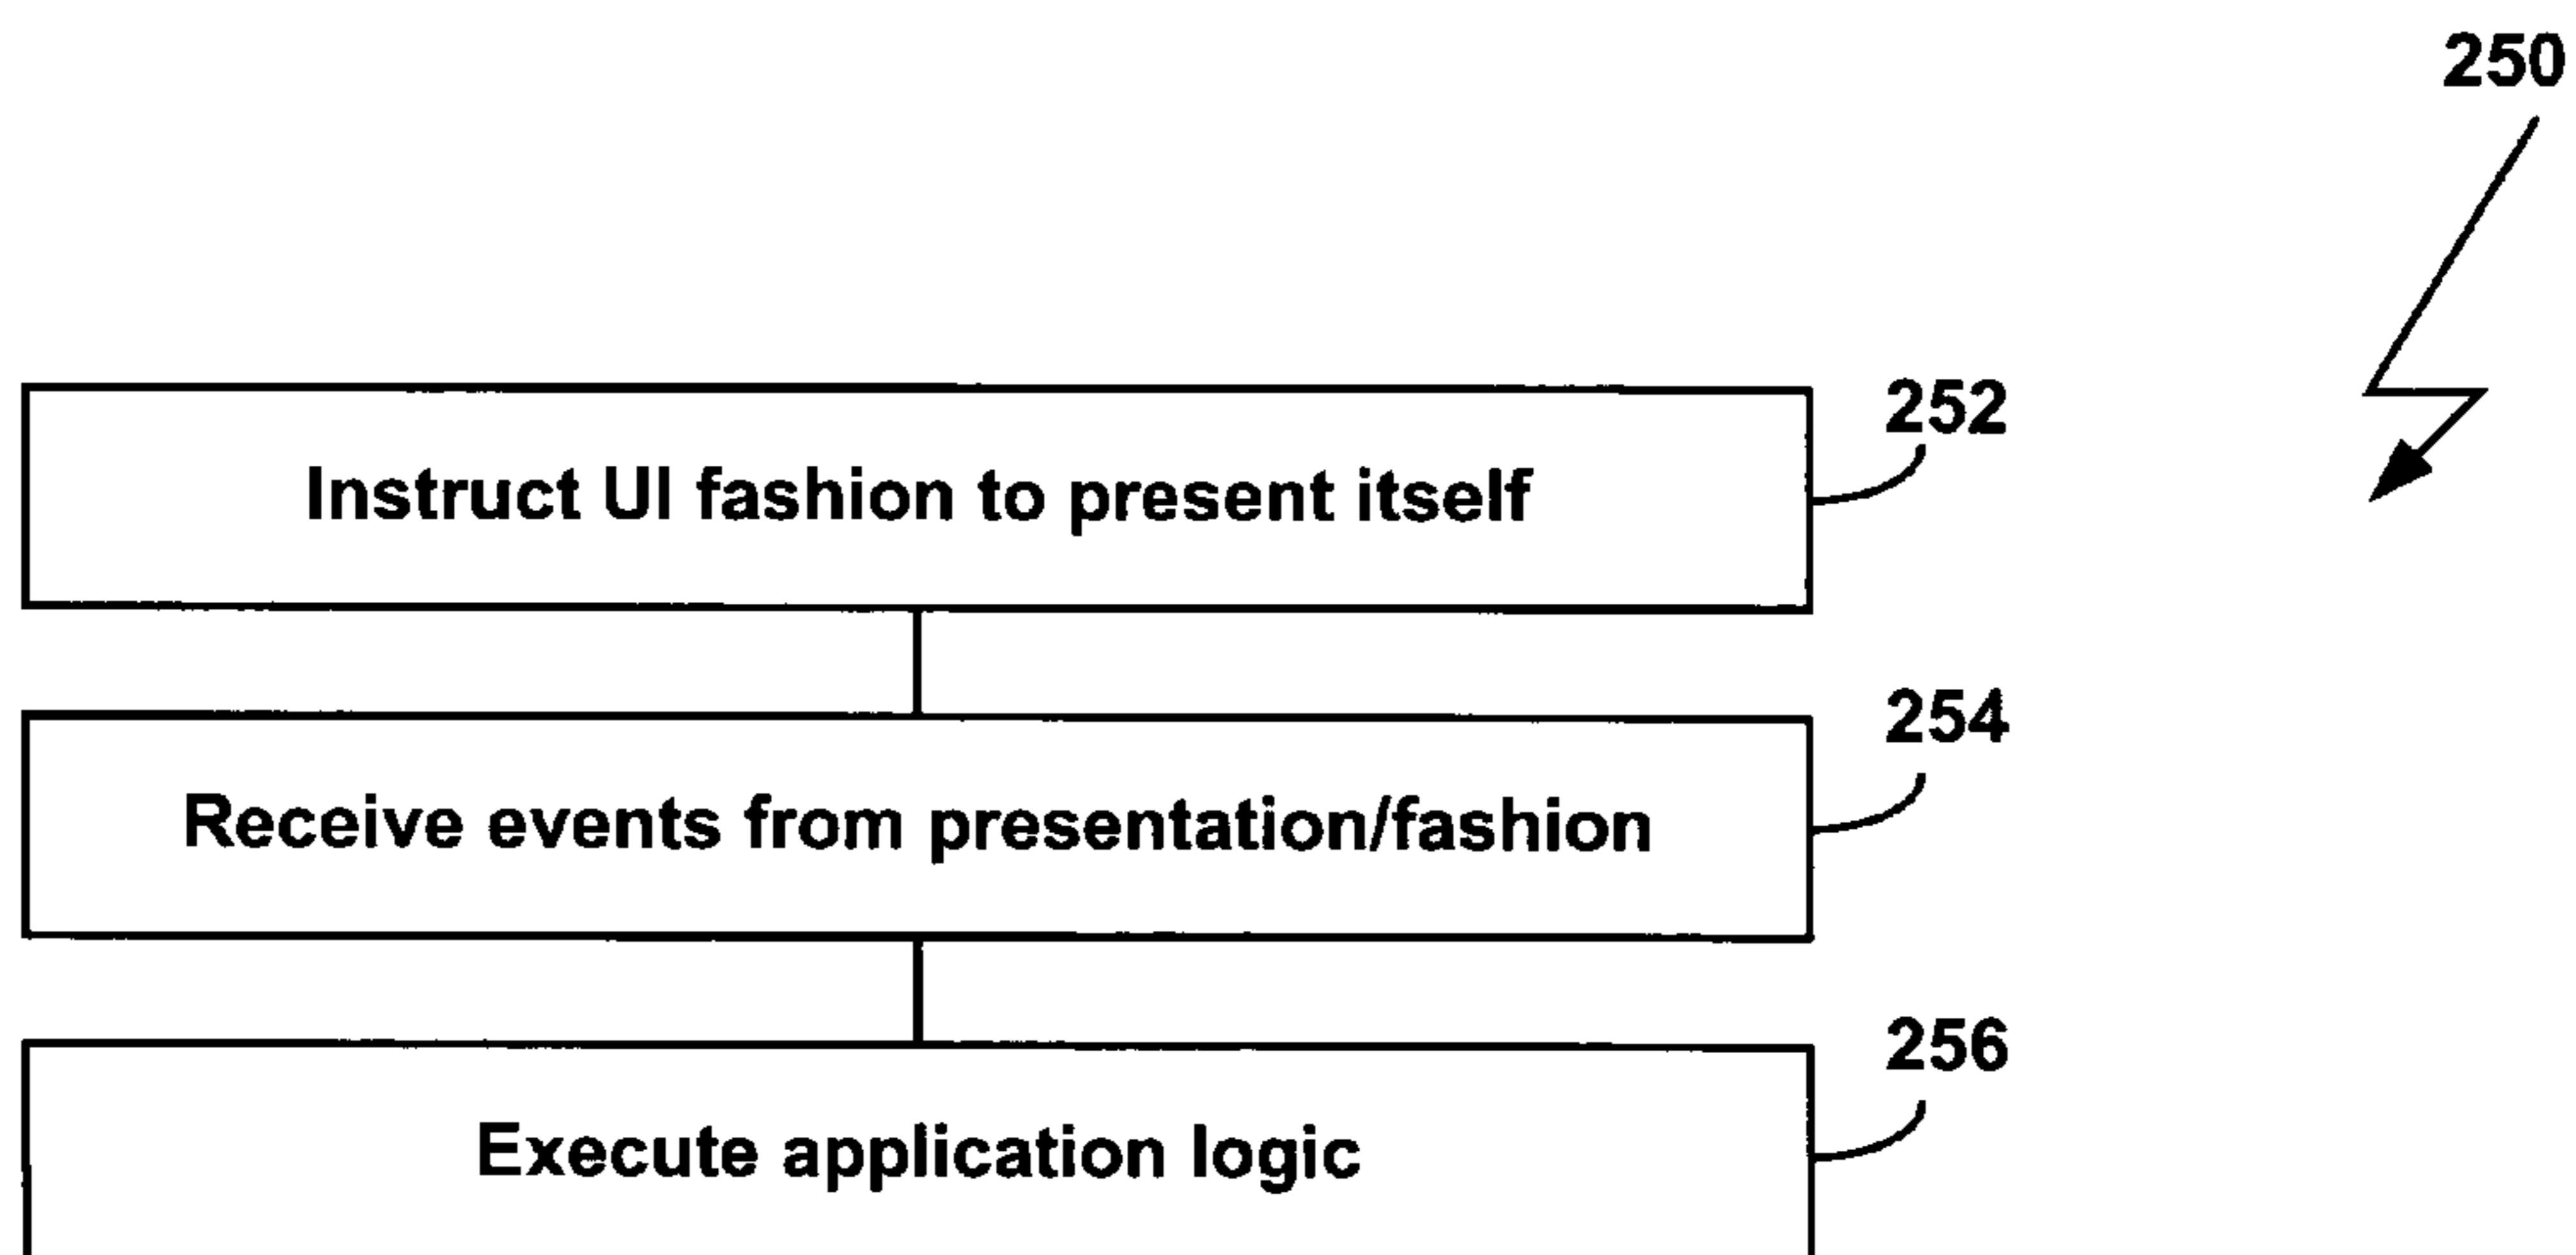 250
252
Instruct UI fashion to present itself
254
Receive events from presentation/fashion
256
Execute application logic